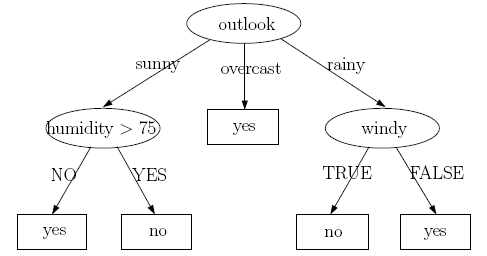 outlook
sunny
overcast
rainy
humidity > 75
yes
windy
NO
YES
TRUE
FALSE
yes
no
no
yes